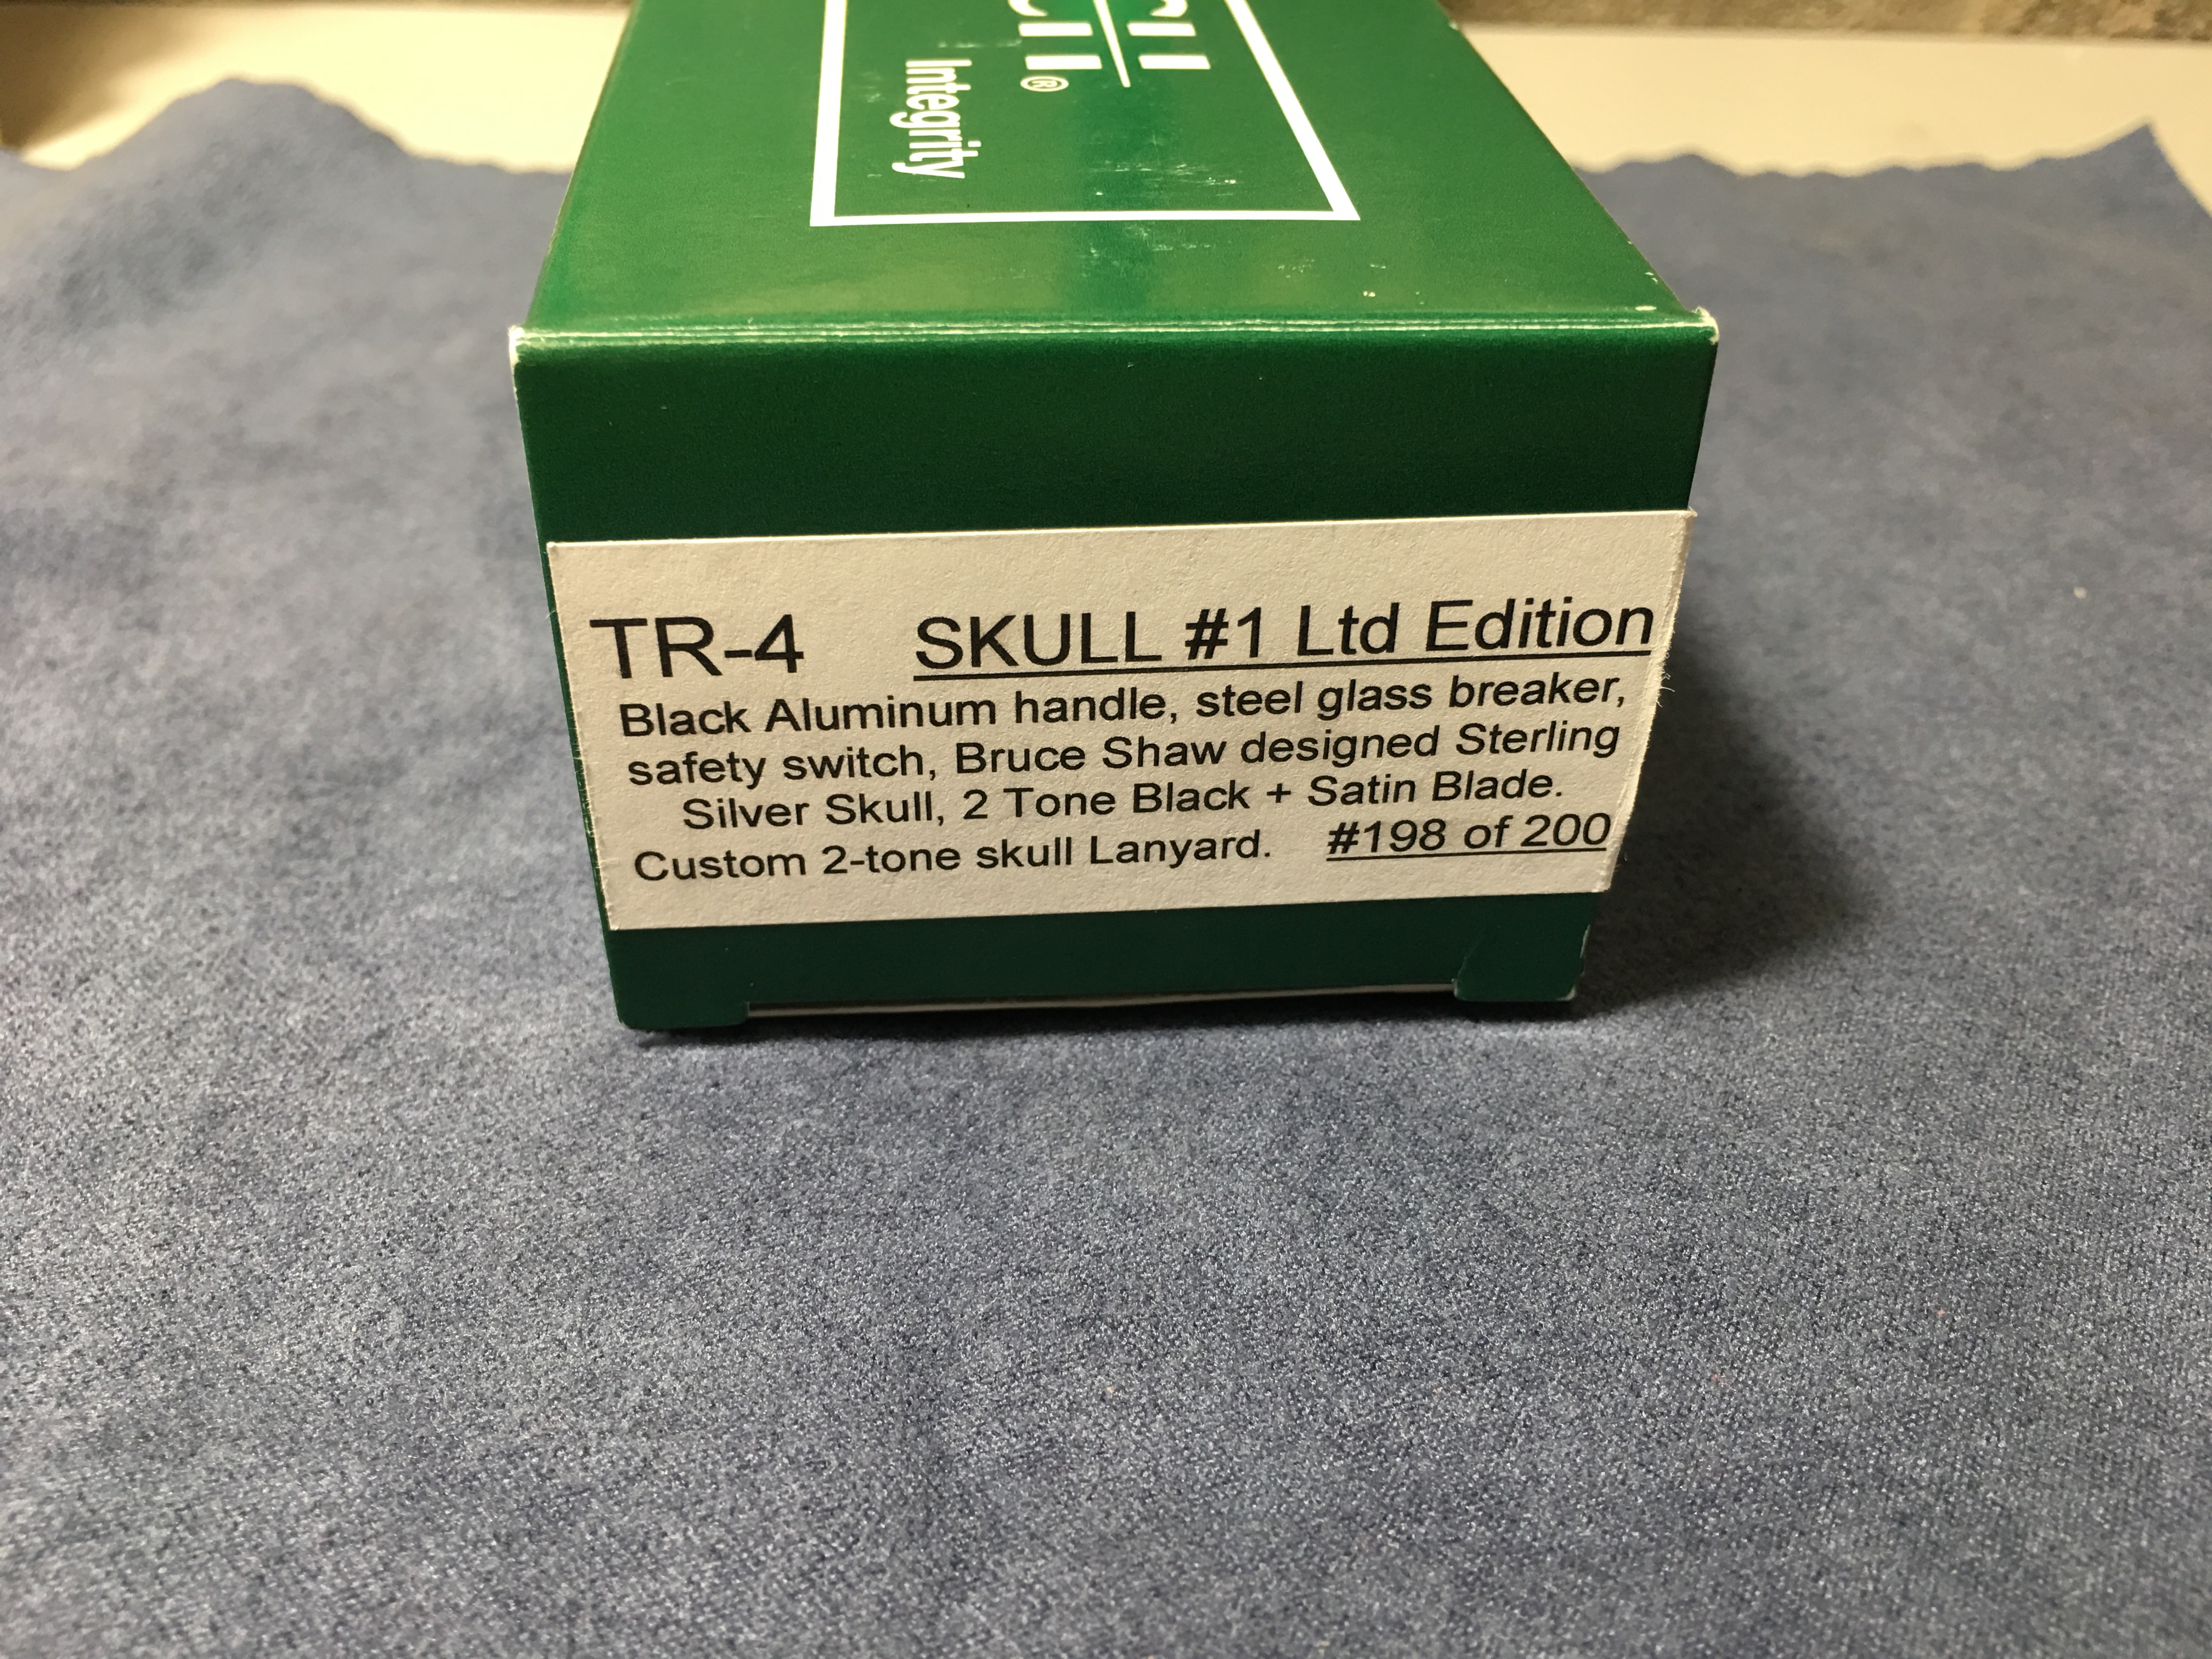 Integrity
TR-4 SKULL #1 Ltd Edition
Black Aluminum handle, steel glass breaker,
safety switch, Bruce Shaw designed Sterling
Silver Skull, 2 Tone Black + Satin Blade.
Custom 2-tone skull Lanyard. #198 of 200